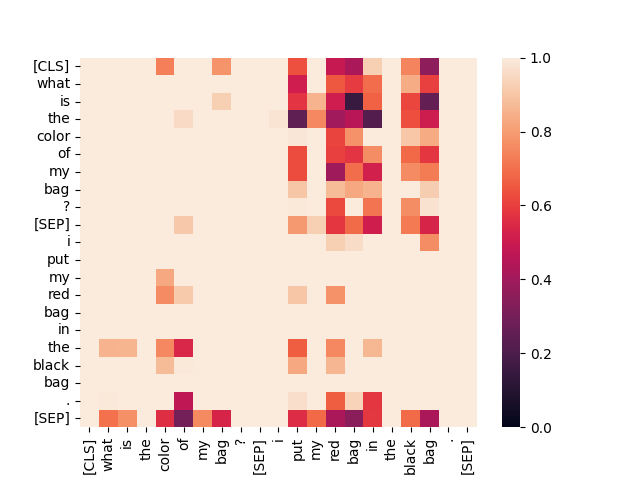 [CLS]
what
is
the
color
of
my
bag
?
[SEP]
i
put
my
red
bag
in
the
black
bag
.
[SEP]
[CLS]
what
is
the
color
of
my
bag
?
[SEP]
i
put
my
red
bag
in
the
black
bag
.
[SEP]
1.0
0.8
0.6
0.4
0.2
0.0